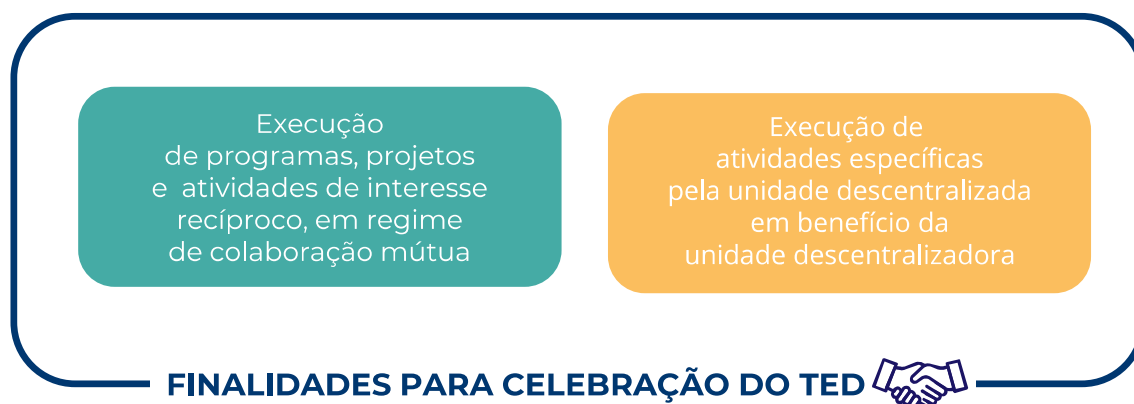 Execução
de programas, projetos
e atividades de interesse
recíproco, em regime
de colaboração mútua
Execução de
atividades específicas
pela unidade descentralizada
em benefício da
unidade descentralizadora
FINALIDADES PARA CELEBRAÇÃO DO TED